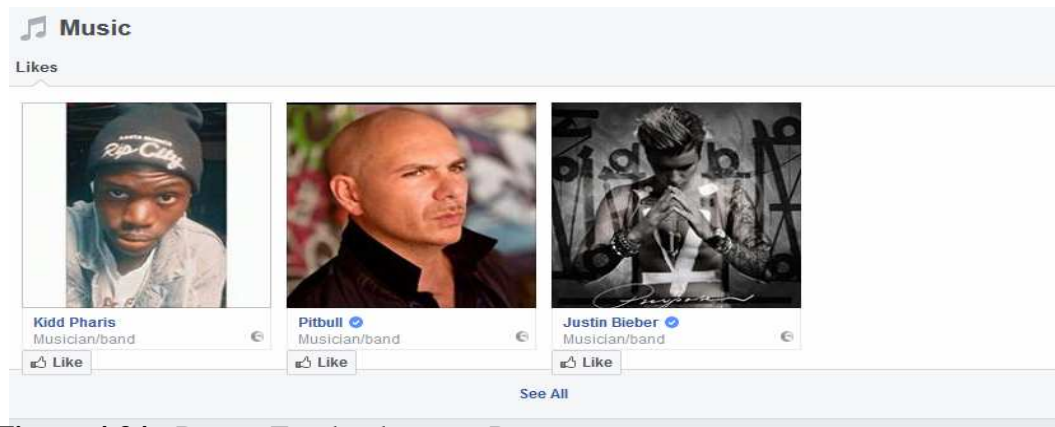 Music
Likes
Rip City
Purpose
Kidd Pharis
Musician/band
Like
Pitbull
Musician/band
Like
Justin Bieber
Musician/band
Like
See All